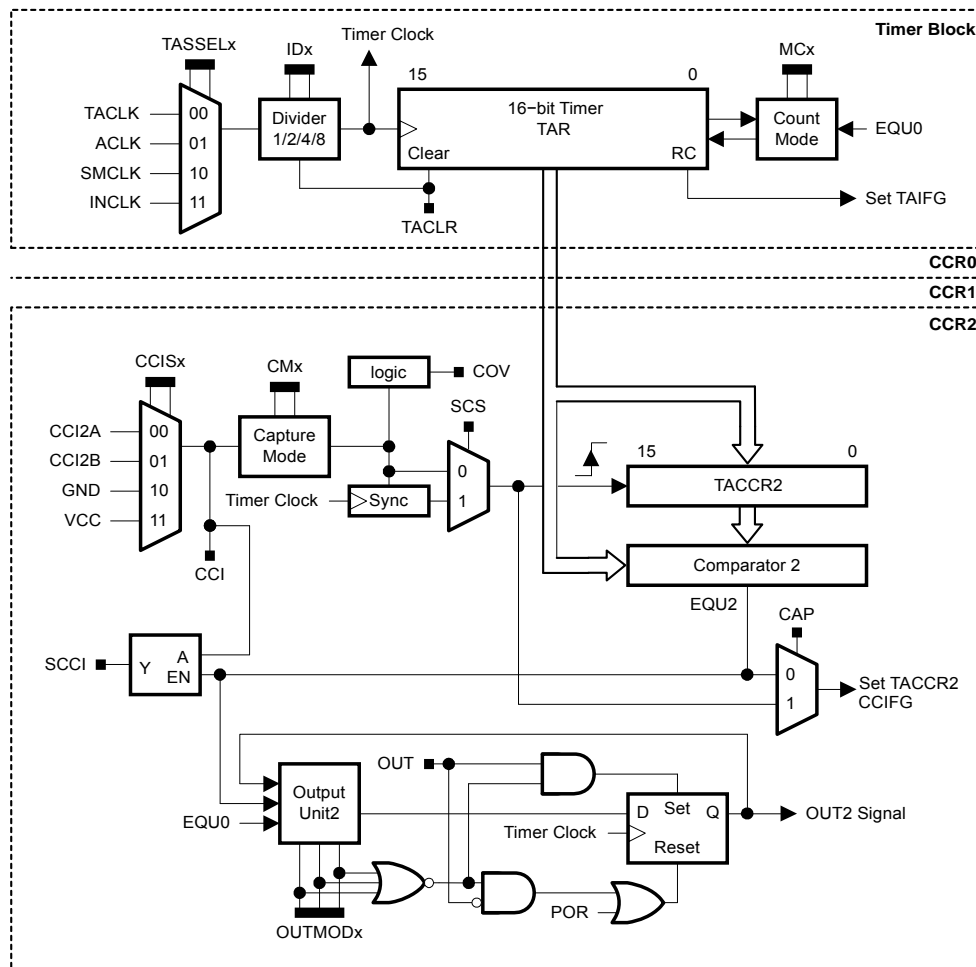 Timer Block
Timer Clock
TASSELx
IDx
15
0
MCx
TACLK
00
ACLK
01
SMCLK
10
INCLK
11
Divider
1/2/4/8
16−bit Timer
TAR
Clear
RC
Count
Mode
EQU0
Set TAIFG
TACLR
CCR0
CCR1
CCR2
CCISx
CMx
logic
COV
SCS
CCI2A
00
CCI2B
01
GND
10
VCC
11
Capture
Mode
Timer Clock
Sync
0
1
15
0
TACCR2
CCI
Comparator 2
EQU2
CAP
SCCI
Y
A
EN
0
1
Set TACCR2
CCIFG
OUT
Output
Unit2
EQU0
Timer Clock
D
Set
Q
Reset
OUT2 Signal
POR
OUTMODx